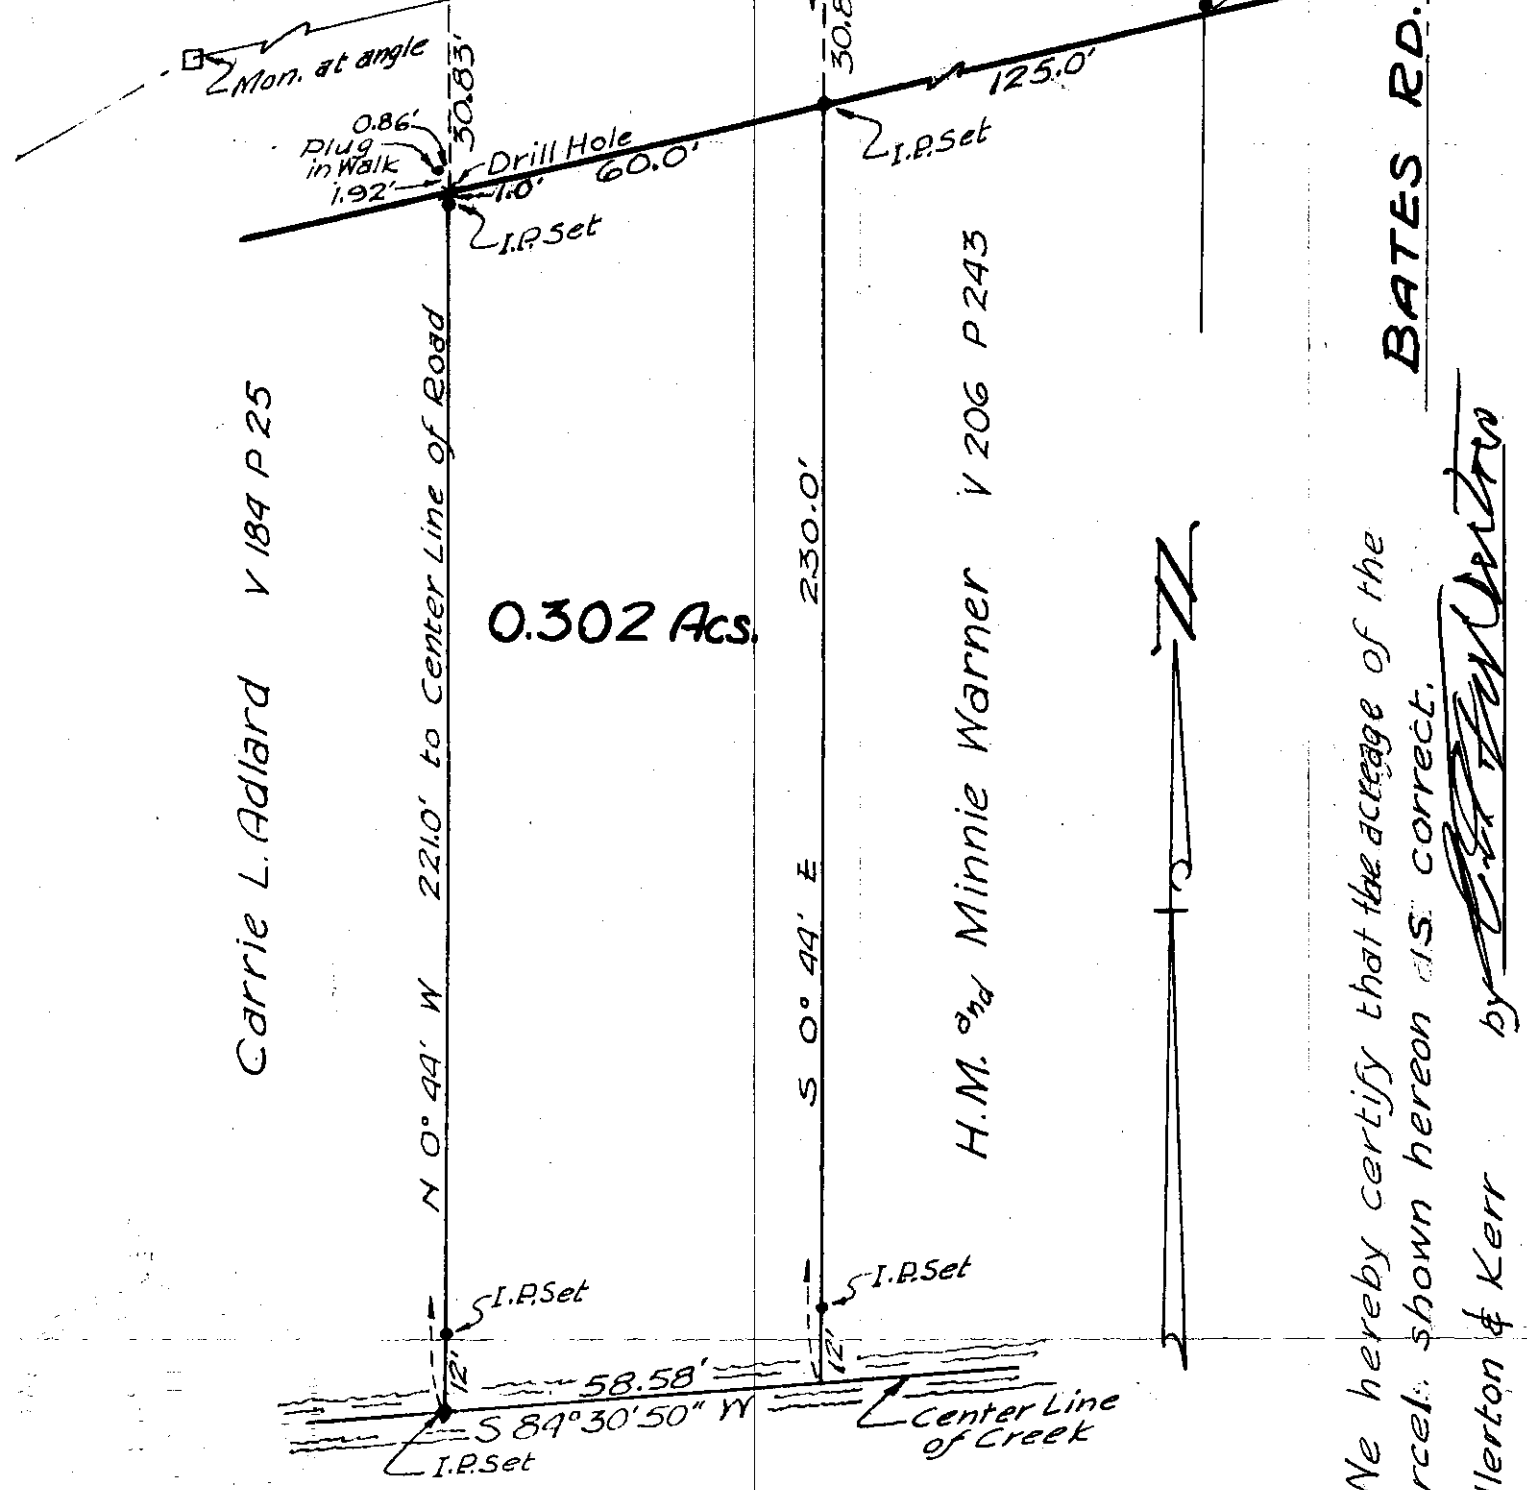 Mon. at angle
30.83'
30.8
125.0'
0.86'
Plug
in Walk
1.92'
Drill Hole
1.0'
60.0'
I.P. Set
I.P. Set
BATES RD.
Carrie L. Adlard V 184 P 25
N 0° 44' W 221.0' to Center Line of Road
0.302 Acs.
S 0° 44' E 230.0'
H.M. and Minnie Warner V 206 P 243
N
I.P. Set
I.P. Set
12'
12'
58.58'
S 84°30'50" W
I.P. Set
Center Line
of Creek
We hereby certify that the acreage of the
rcel shown hereon is correct.
llerton & Kerr by